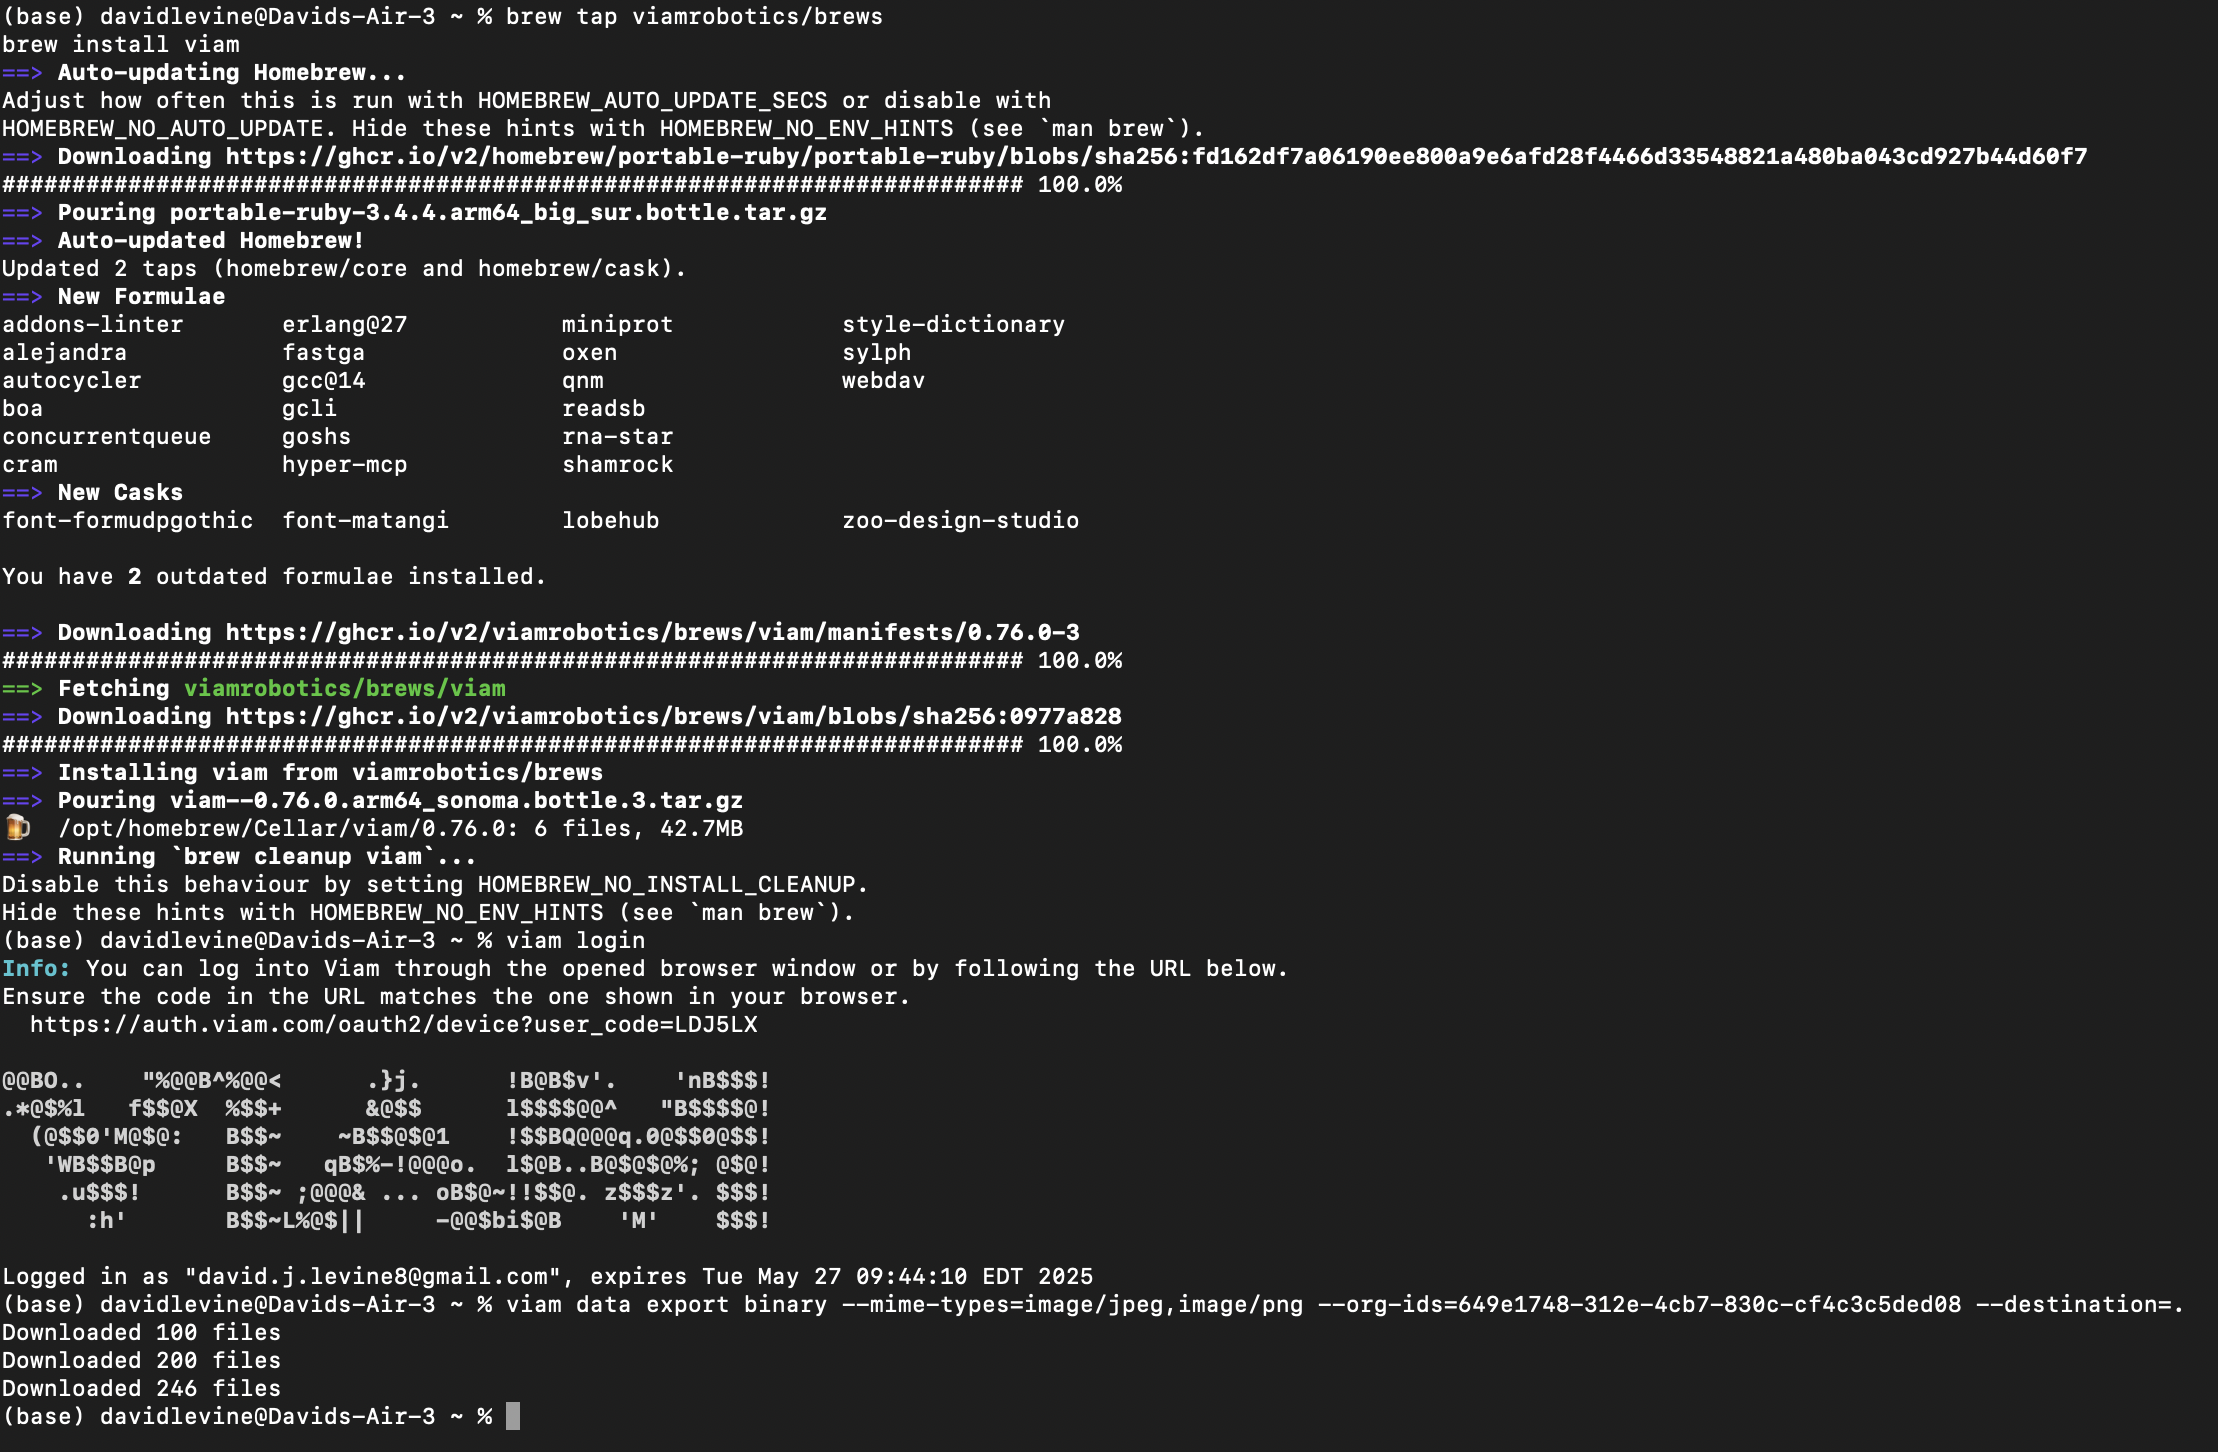 (base) davidlevine@Davids-Air-3 ~ % brew tap viamrobotics/brews
brew install viam
==> Auto-updating Homebrew...
Adjust how often this is run with HOMEBREW_AUTO_UPDATE_SECS or disable with
HOMEBREW_NO_AUTO_UPDATE. Hide these hints with HOMEBREW_NO_ENV_HINTS (see `man brew`).
==> Downloading https://ghcr.io/v2/homebrew/portable-ruby/portable-ruby/blobs/sha256:fd162df7a06190ee800a9e6afd28f4466d33548821a480ba043cd927b44d60f7
######################################################################### 100.0%
==> Pouring portable-ruby-3.4.4.arm64_big_sur.bottle.tar.gz
==> Auto-updated Homebrew!
Updated 2 taps (homebrew/core and homebrew/cask).
==> New Formulae
addons-linter       erlang@27           miniprot            style-dictionary
alejandra           fastga              oxen                sylph
autocycler          gcc@14              qnm                 webdav
boa                 gcli                readsb
concurrentqueue     goshs               rna-star
cram                hyper-mcp           shamrock
==> New Casks
font-formudpgothic  font-matangi        lobehub             zoo-design-studio
You have 2 outdated formulae installed.
==> Downloading https://ghcr.io/v2/viamrobotics/brews/viam/manifests/0.76.0-3
######################################################################### 100.0%
==> Fetching viamrobotics/brews/viam
==> Downloading https://ghcr.io/v2/viamrobotics/brews/viam/blobs/sha256:0977a828
######################################################################### 100.0%
==> Installing viam from viamrobotics/brews
==> Pouring viam--0.76.0.arm64_sonoma.bottle.3.tar.gz
🍺  /opt/homebrew/Cellar/viam/0.76.0: 6 files, 42.7MB
==> Running `brew cleanup viam`...
Disable this behaviour by setting HOMEBREW_NO_INSTALL_CLEANUP.
Hide these hints with HOMEBREW_NO_ENV_HINTS (see `man brew`).
(base) davidlevine@Davids-Air-3 ~ % viam login
Info: You can log into Viam through the opened browser window or by following the URL below.
Ensure the code in the URL matches the one shown in your browser.
  https://auth.viam.com/oauth2/device?user_code=LDJ5LX
@@BO..    "%@@B^%@@<      .}j.      !B@B$v'.    'nB$$$!
.*@$%l   f$$@X  %$$+      &@$$      l$$$$@@^   "B$$$$@!
  (@$$0'M@$@:   B$$~    ~B$$@$@1    !$$BQ@@@q.0@$$0@$$!
   'WB$$B@p     B$$~   qB$%-!@@@o.  l$@B..B@$@$@%; @$@!
    .u$$$!      B$$~ ;@@@& ... oB$@~!!$$@. z$$$z'. $$$!
      :h'       B$$~L%@$||     -@@$bi$@B    'M'    $$$!
Logged in as "david.j.levine8@gmail.com", expires Tue May 27 09:44:10 EDT 2025
(base) davidlevine@Davids-Air-3 ~ % viam data export binary --mime-types=image/jpeg,image/png --org-ids=649e1748-312e-4cb7-830c-cf4c3c5ded08 --destination=.
Downloaded 100 files
Downloaded 200 files
Downloaded 246 files
(base) davidlevine@Davids-Air-3 ~ %